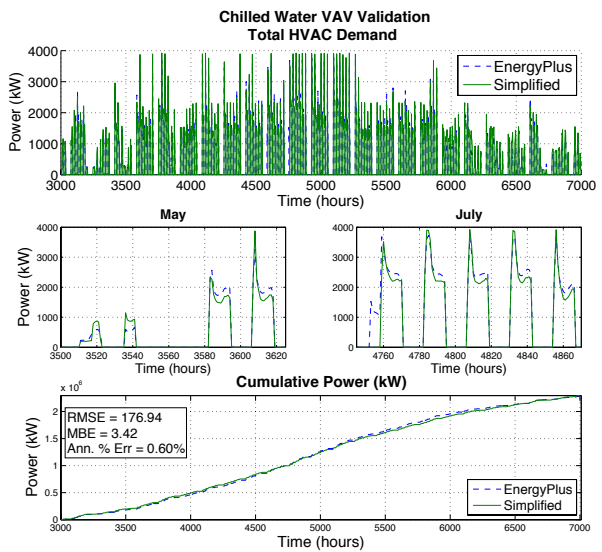 Chilled Water VAV Validation
Total HVAC Demand
Power (kW)
4000
3000
2000
1000
0
EnergyPlus
Simplified
3000 3500 4000 4500 5000 5500 6000 6500 7000
Time (hours)
May
4000
3000
2000
1000
0
3500 3520 3540 3560 3580 3600 3620
Time (hours)
July
4000
3000
2000
1000
0
4760 4780 4800 4820 4840 4860
Time (hours)
Cumulative Power (kW)
x 10⁶
Power (kW)
2
1.5
1
0.5
0
RMSE = 176.94
MBE = 3.42
Ann. % Err = 0.60%
EnergyPlus
Simplified
3000 3500 4000 4500 5000 5500 6000 6500 7000
Time (hours)